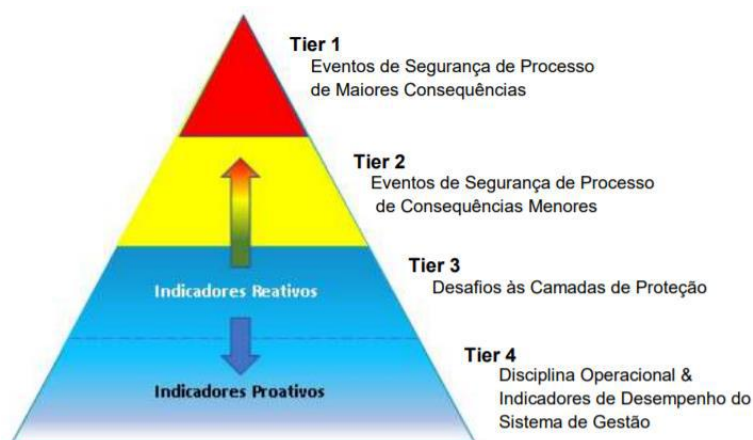 Tier 1
Eventos de Segurança de Processo
de Maiores Consequências
Tier 2
Eventos de Segurança de Processo
de Consequências Menores
Tier 3
Desafios às Camadas de Proteção
Indicadores Reativos
Tier 4
Disciplina Operacional &
Indicadores de Desempenho do
Sistema de Gestão
Indicadores Proativos